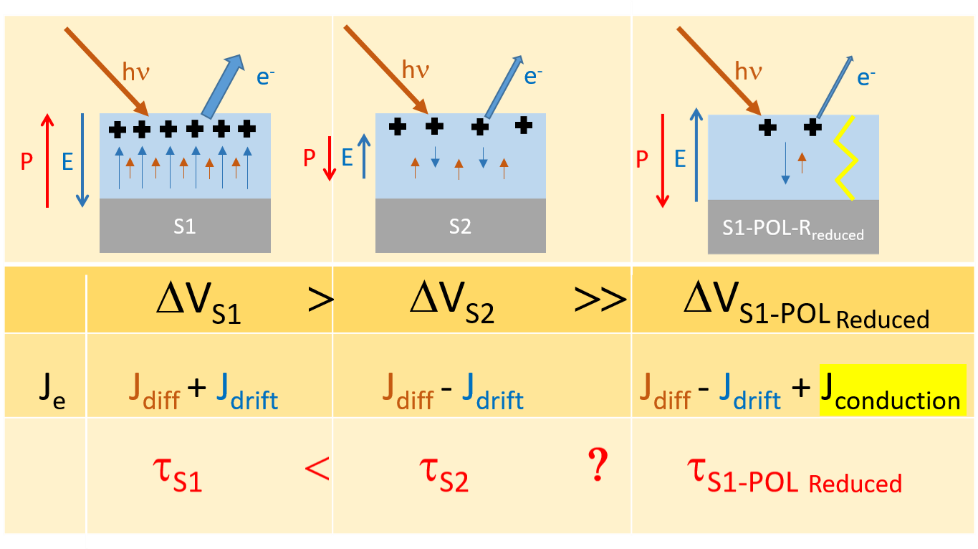 hν e-
P E
S1
hν e-
P E
S2
hν e-
P E
S1-POL-Rreduced
ΔVS1 > ΔVS2 >> ΔVS1-POL Reduced
Je Jdiff + Jdrift Jdiff - Jdrift Jdiff - Jdrift + Jconduction
τS1 < τS2 ? τS1-POL Reduced